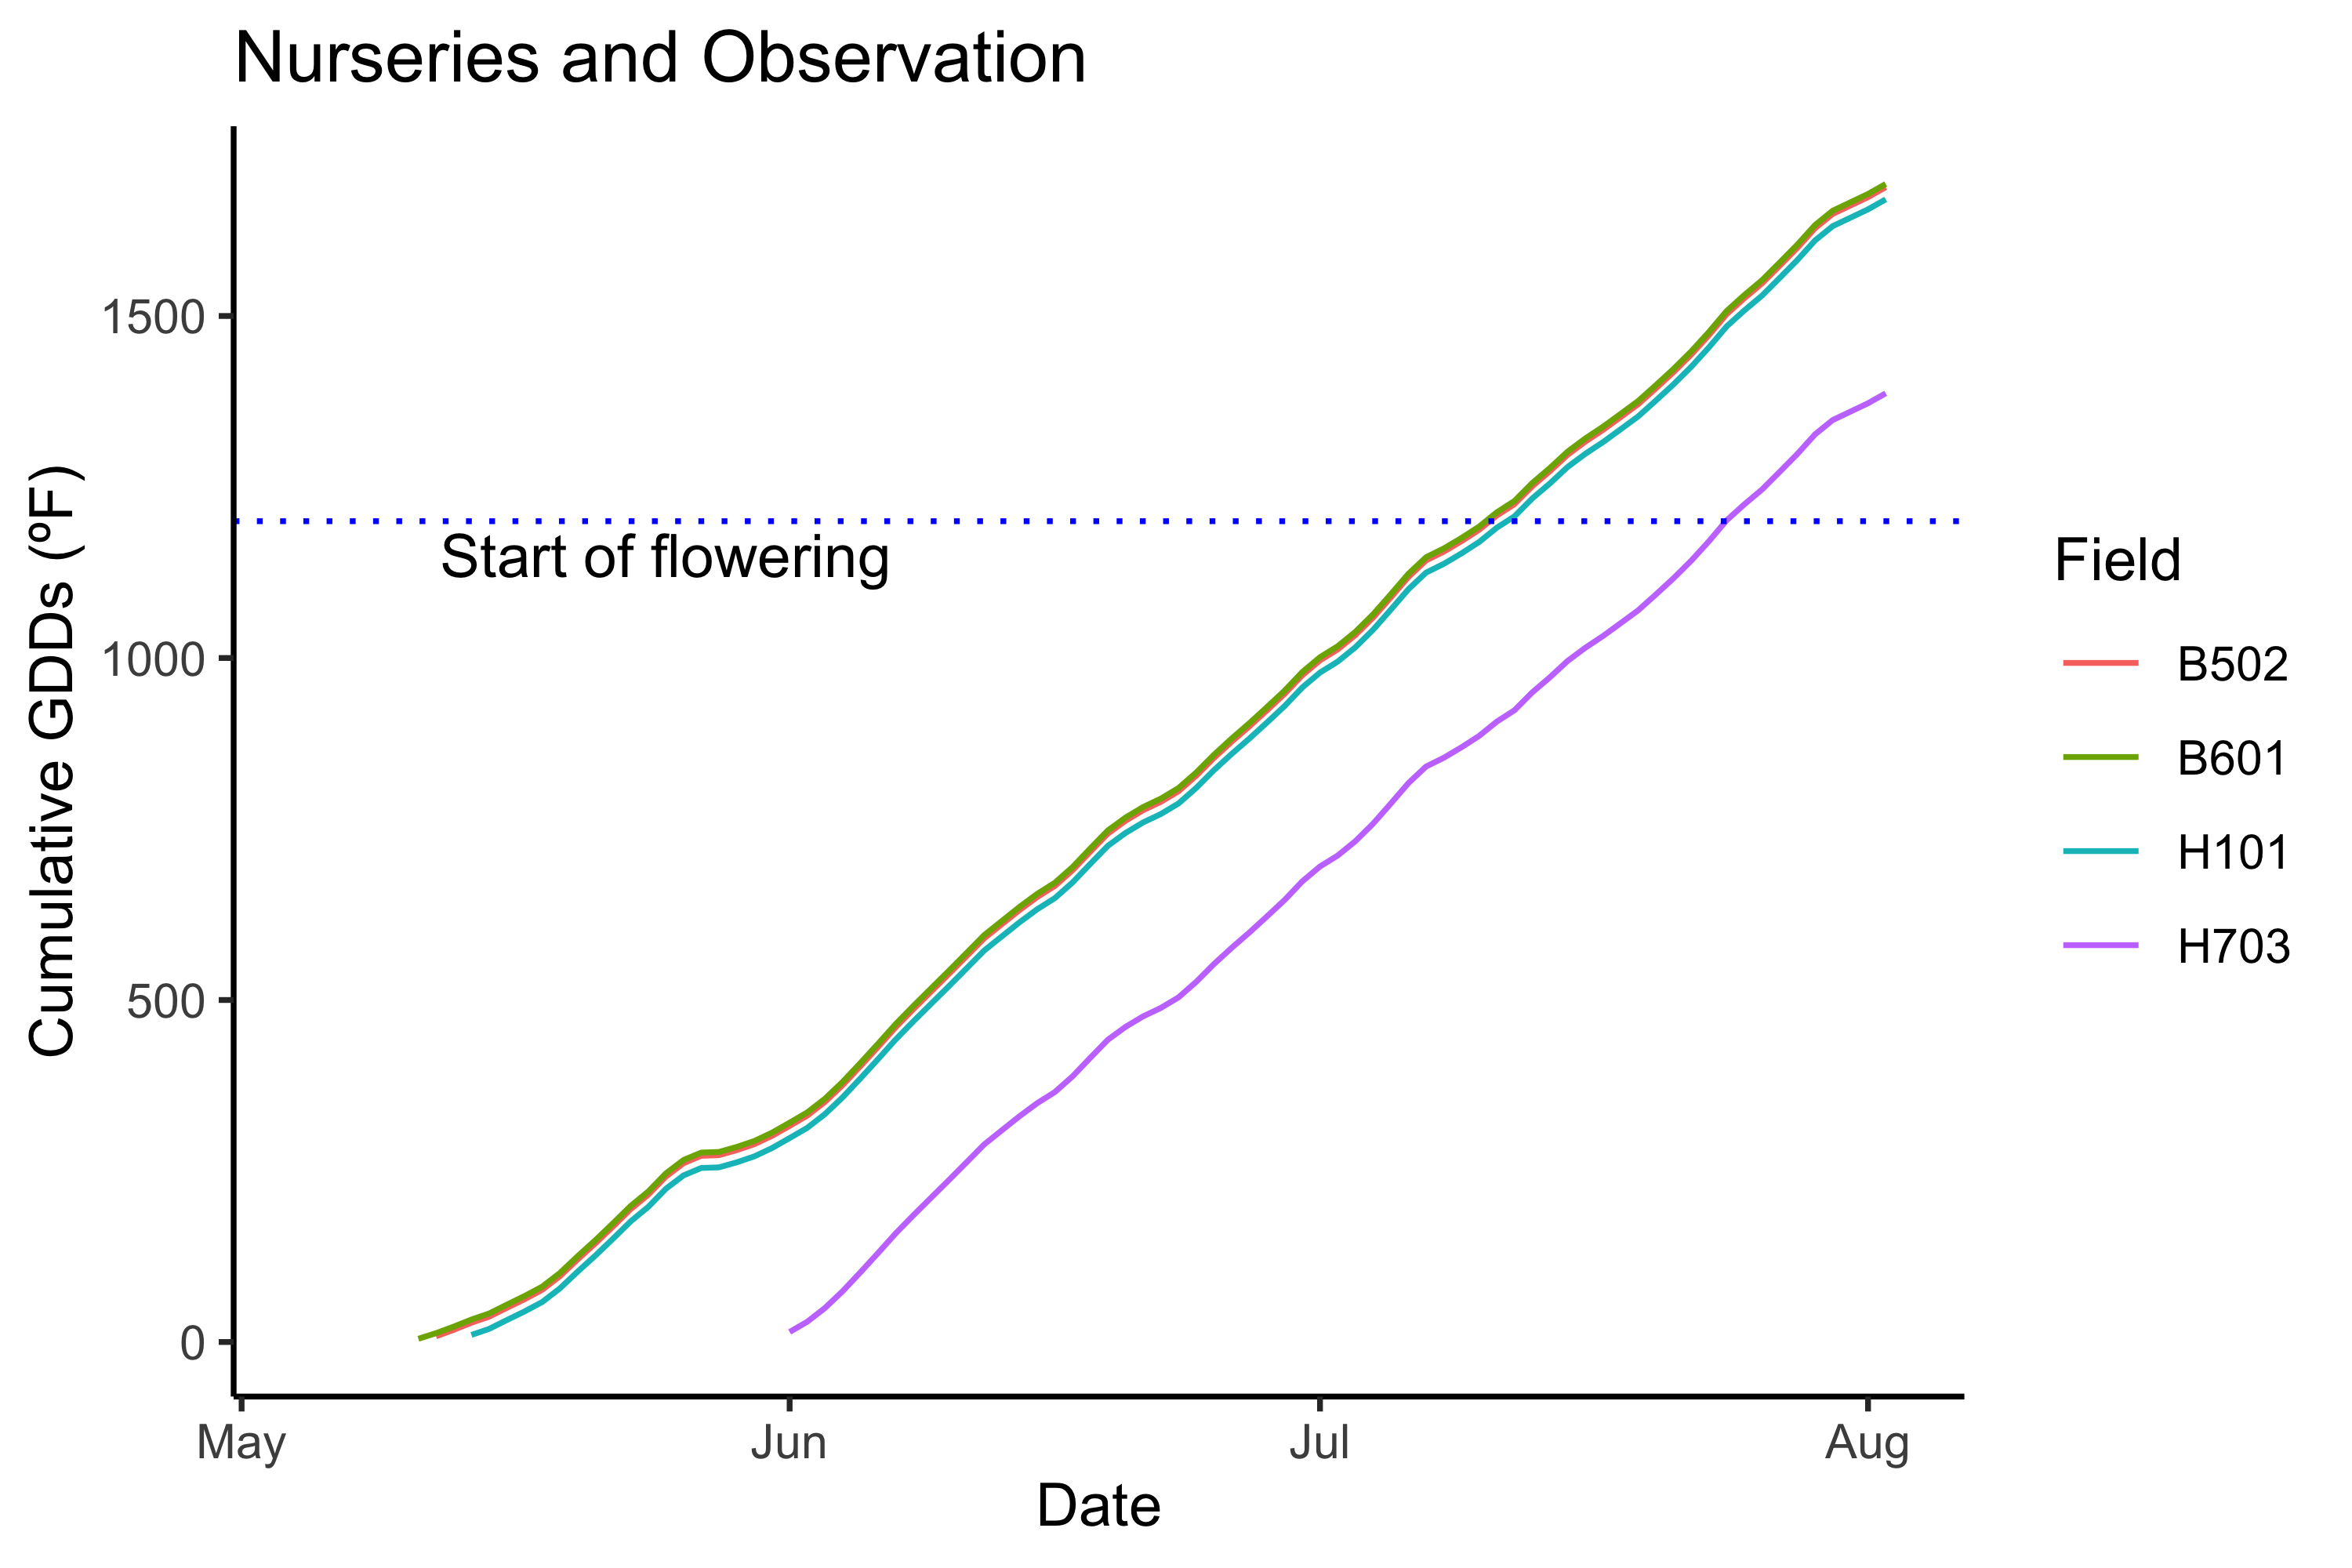 Nurseries and Observation
Cumulative GDDs (ºF)
1500
1000
500
0
Start of flowering
May
Jun
Jul
Aug
Date
Field
B502
B601
H101
H703